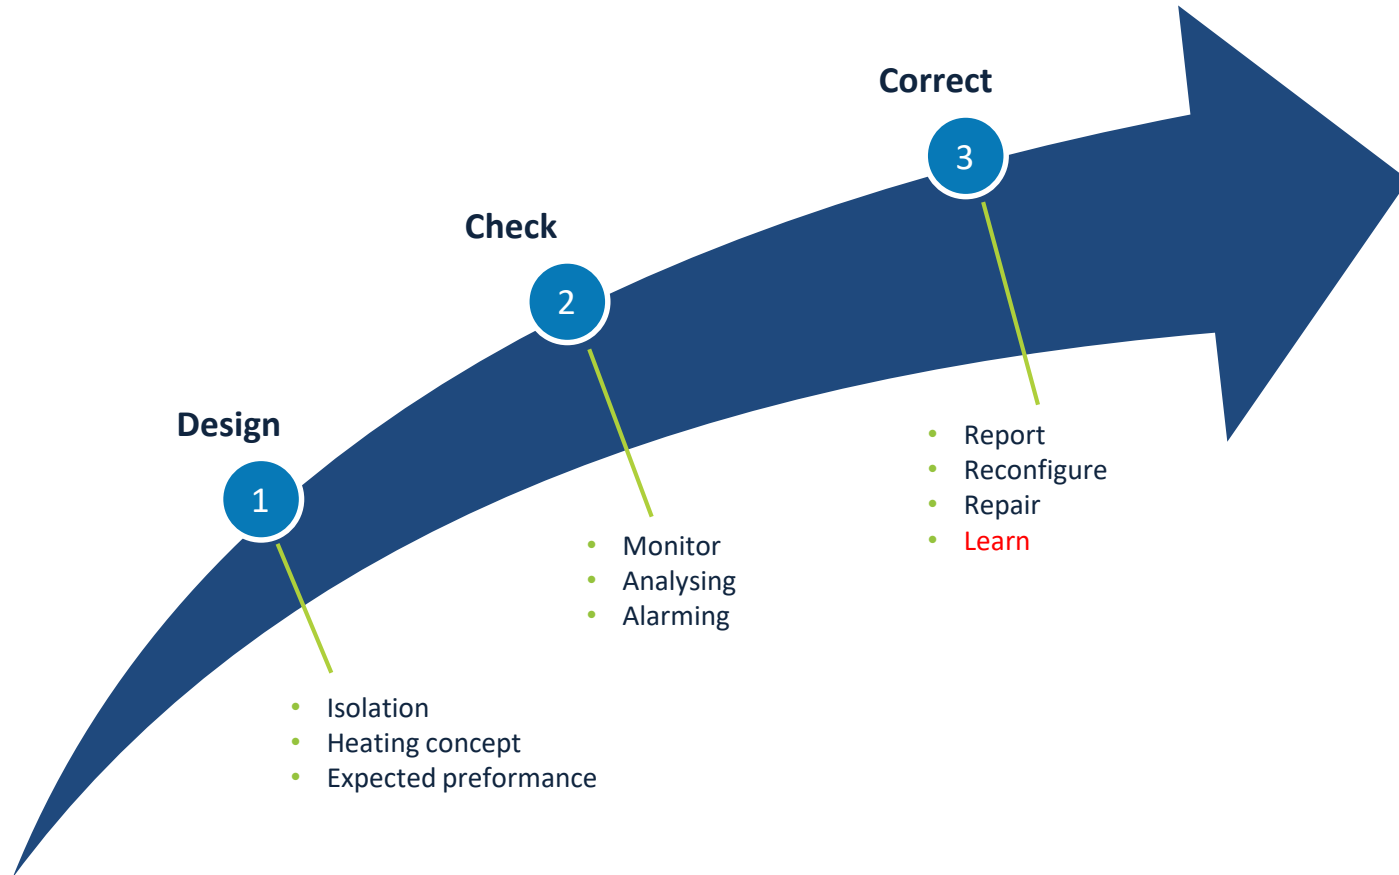 Design
1
• Isolation
• Heating concept
• Expected preformance
Check
2
• Monitor
• Analysing
• Alarming
Correct
3
• Report
• Reconfigure
• Repair
• Learn